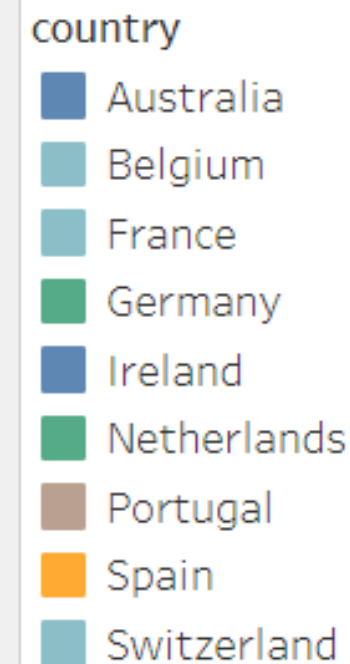 country
Australia
Belgium
France
Germany
Ireland
Netherlands
Portugal
Spain
Switzerland